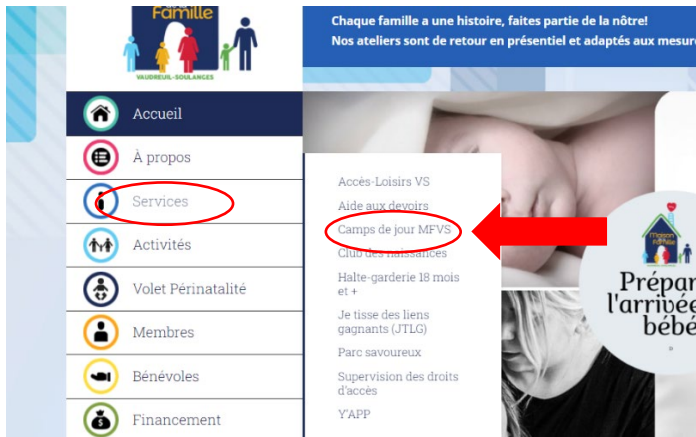 Famille
VAUDREUIL-SOULANGES
Chaque famille a une histoire, faites partie de la nôtre!
Nos ateliers sont de retour en présentiel et adaptés aux mesure
Accueil
À propos
Services
Activités
Volet Périnatalité
Membres
Bénévoles
Financement
Accès-Loisirs VS
Aide aux devoirs
Camps de jour MFVS
Club des naissances
Halte-garderie 18 mois
et +
Je tisse des liens
gagnants (JTLG)
Parc savoureux
Supervision des droits
d'accès
Y'APP
Maison
Famille
Prépar
l'arrivée
bébé